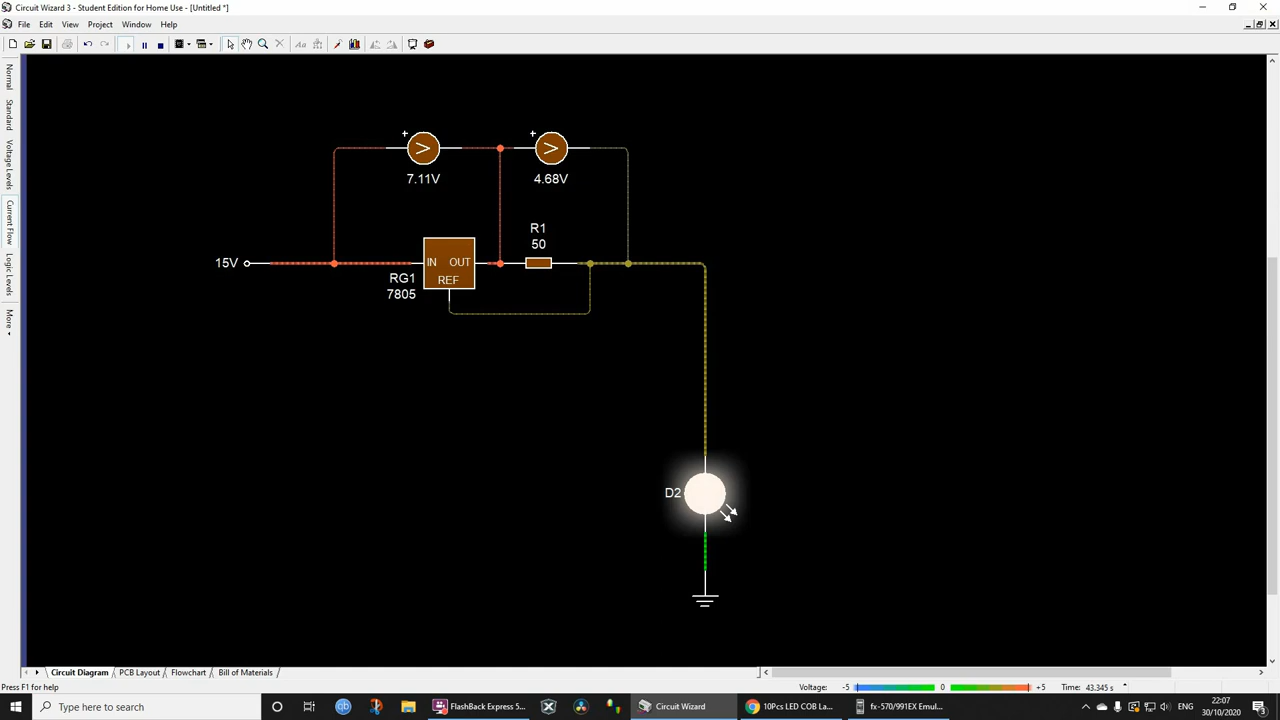 Circuit Wizard 3 - Student Edition for Home Use - [Untitled *]
File Edit View Project Window Help
Normal
Standard
Voltage Levels
Current Flow
Logic Levels
More
+
+
7.11V
4.68V
R1
50
15V
IN OUT
REF
RG1
7805
D2
Circuit Diagram PCB Layout Flowchart Bill of Materials
Press F1 for help
Voltage: -5 0 +5 Time: 43.345 s
Type here to search
FlashBack Express 5...
Circuit Wizard
10Pcs LED COB La...
fx-570/991EX Emul...
ENG
22:07
30/10/2020
3